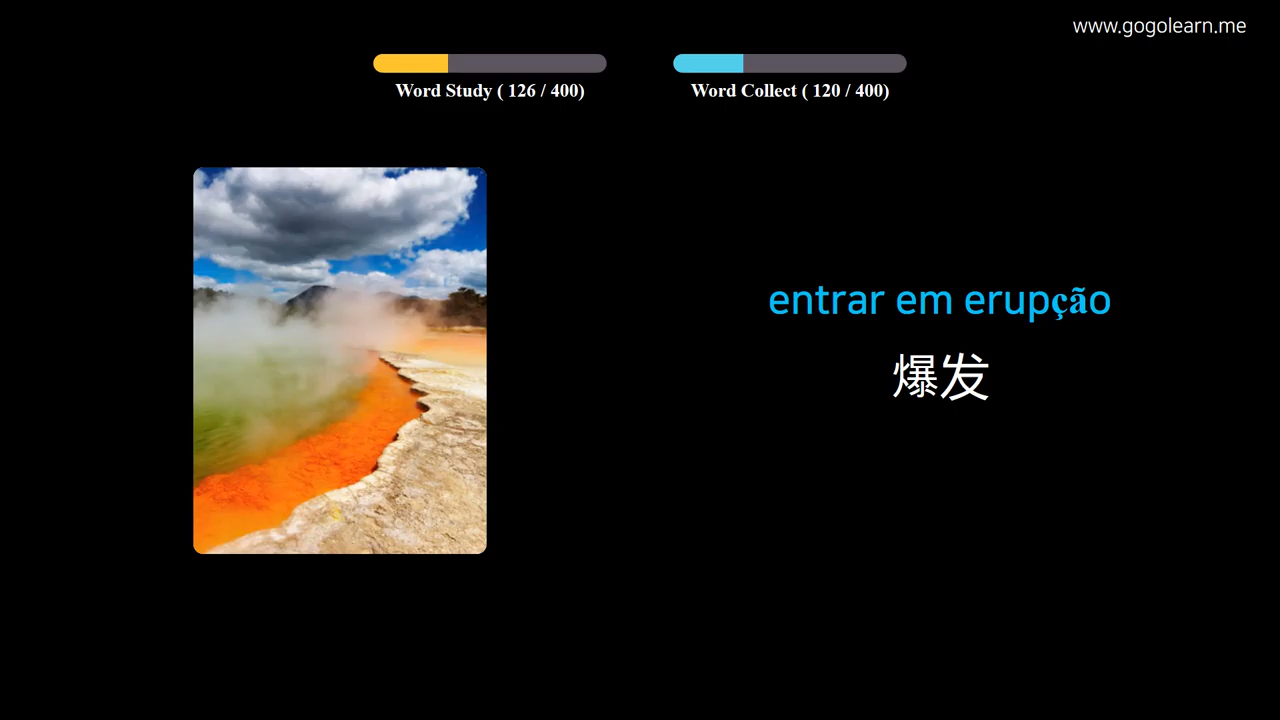 www.gogolearn.me
Word Study ( 126 / 400)
Word Collect ( 120 / 400)
entrar em erupção
爆发